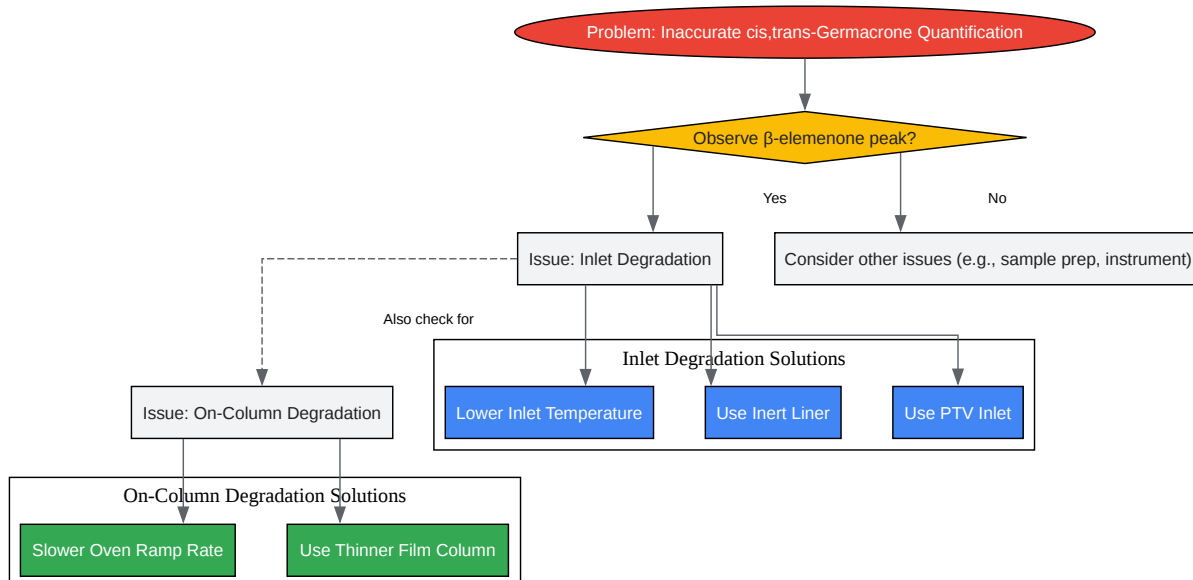 Problem: Inaccurate cis,trans-Germacrone Quantification
Observe β-elemenone peak?
Yes
No
Issue: Inlet Degradation
Consider other issues (e.g., sample prep, instrument)
Also check for
Inlet Degradation Solutions
Lower Inlet Temperature
Use Inert Liner
Use PTV Inlet
Issue: On-Column Degradation
On-Column Degradation Solutions
Slower Oven Ramp Rate
Use Thinner Film Column